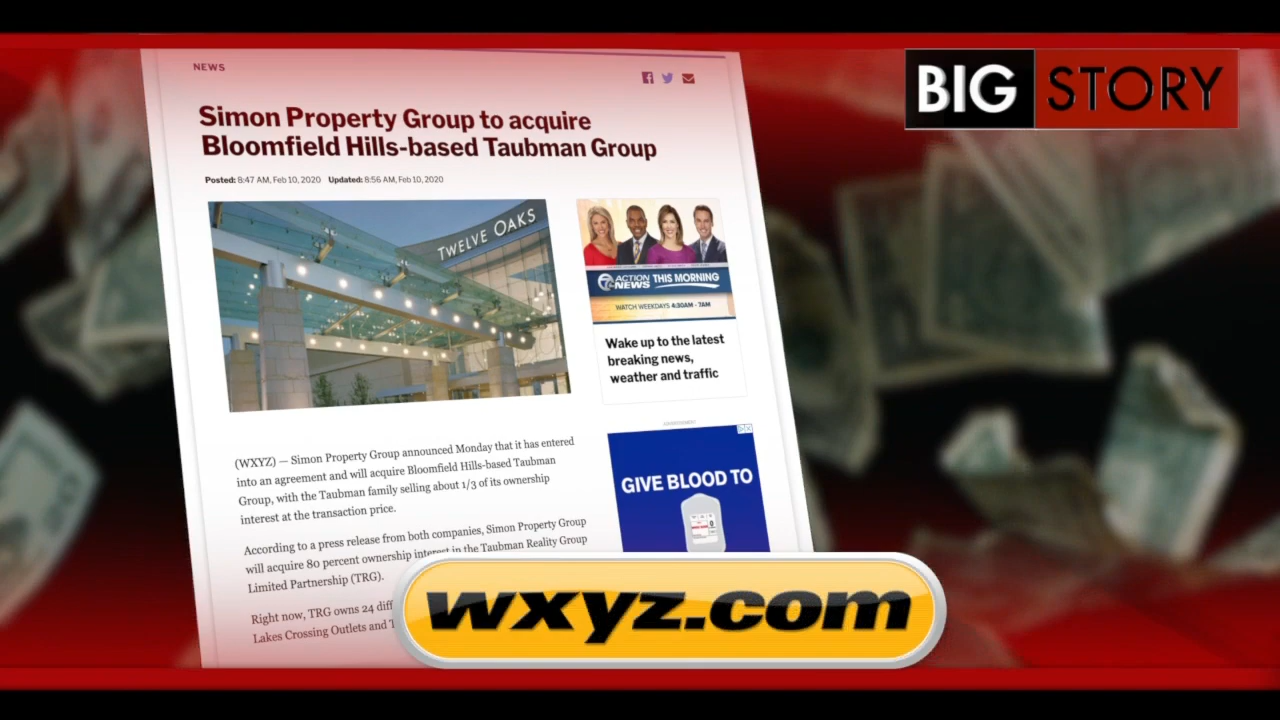 BIG STORY
NEWS
Simon Property Group to acquire
Bloomfield Hills-based Taubman Group
Posted: 8:47 AM, Feb 10, 2020 Updated: 8:56 AM, Feb 10, 2020
TWELVE OAKS
7 ACTION NEWS THIS MORNING
WATCH WEEKDAYS 4:30AM - 7AM
Wake up to the latest
breaking news,
weather and traffic
ADVERTISEMENT
GIVE BLOOD TO
(WXYZ) — Simon Property Group announced Monday that it has entered
into an agreement and will acquire Bloomfield Hills-based Taubman
Group, with the Taubman family selling about 1/3 of its ownership
interest at the transaction price.
According to a press release from both companies, Simon Property Group
will acquire 80 percent ownership interest in the Taubman Reality Group
Limited Partnership (TRG).
Right now, TRG owns 24 diff
Lakes Crossing Outlets and T
wxyz.com